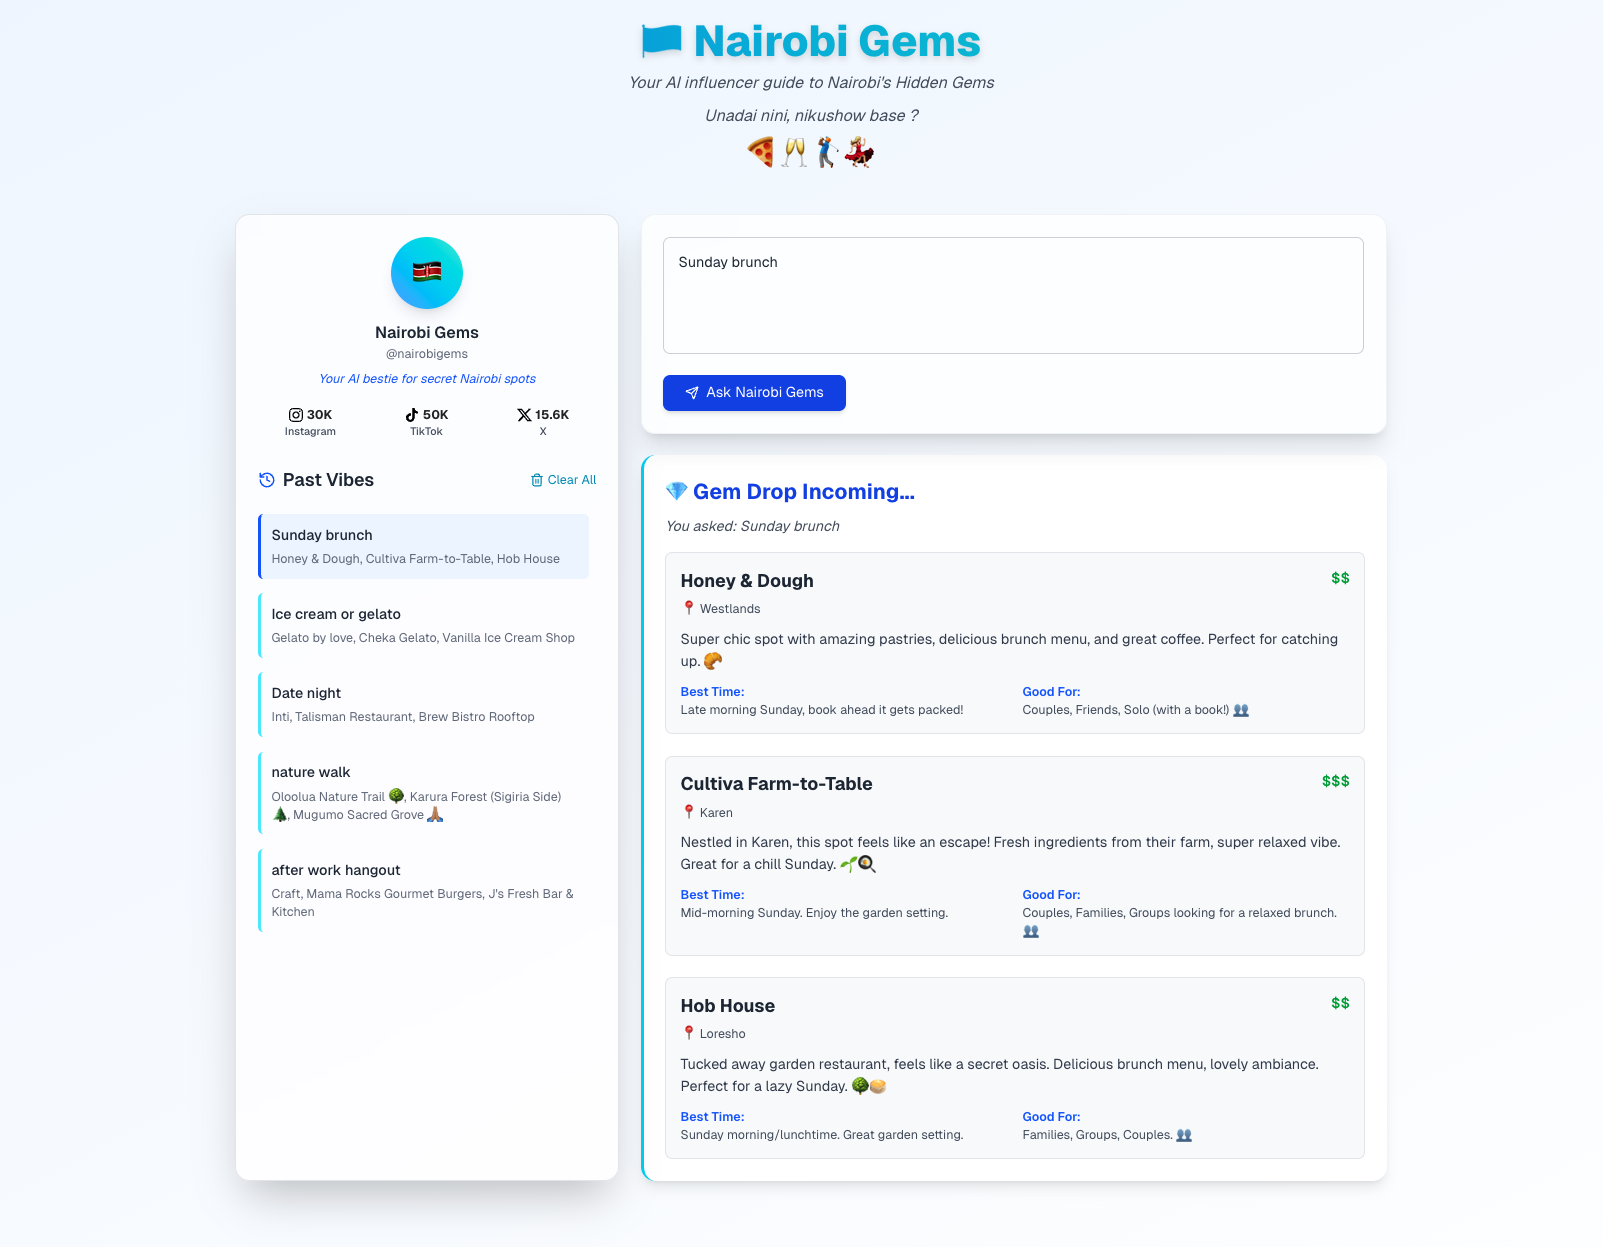 Nairobi Gems
Your AI influencer guide to Nairobi's Hidden Gems
Unadai nini, nikushow base ?
Nairobi Gems
@nairobigems
Your AI bestie for secret Nairobi spots
30K
Instagram
50K
TikTok
15.6K
X
Past Vibes
Clear All
Sunday brunch
Honey & Dough, Cultiva Farm-to-Table, Hob House
Ice cream or gelato
Gelato by love, Cheka Gelato, Vanilla Ice Cream Shop
Date night
Inti, Talisman Restaurant, Brew Bistro Rooftop
nature walk
Oloolua Nature Trail 🌳, Karura Forest (Sigiria Side)
🌲, Mugumo Sacred Grove 🙏🏽
after work hangout
Craft, Mama Rocks Gourmet Burgers, J's Fresh Bar &
Kitchen
Sunday brunch
Ask Nairobi Gems
💎 Gem Drop Incoming...
You asked: Sunday brunch
Honey & Dough
$$
📍 Westlands
Super chic spot with amazing pastries, delicious brunch menu, and great coffee. Perfect for catching
up. 🥐
Best Time:
Late morning Sunday, book ahead it gets packed!
Good For:
Couples, Friends, Solo (with a book!) 👥
Cultiva Farm-to-Table
$$$
📍 Karen
Nestled in Karen, this spot feels like an escape! Fresh ingredients from their farm, super relaxed vibe.
Great for a chill Sunday. 🌱🍳
Best Time:
Mid-morning Sunday. Enjoy the garden setting.
Good For:
Couples, Families, Groups looking for a relaxed brunch.
👥
Hob House
$$
📍 Loresho
Tucked away garden restaurant, feels like a secret oasis. Delicious brunch menu, lovely ambiance.
Perfect for a lazy Sunday. 🌳🥞
Best Time:
Sunday morning/lunchtime. Great garden setting.
Good For:
Families, Groups, Couples. 👥